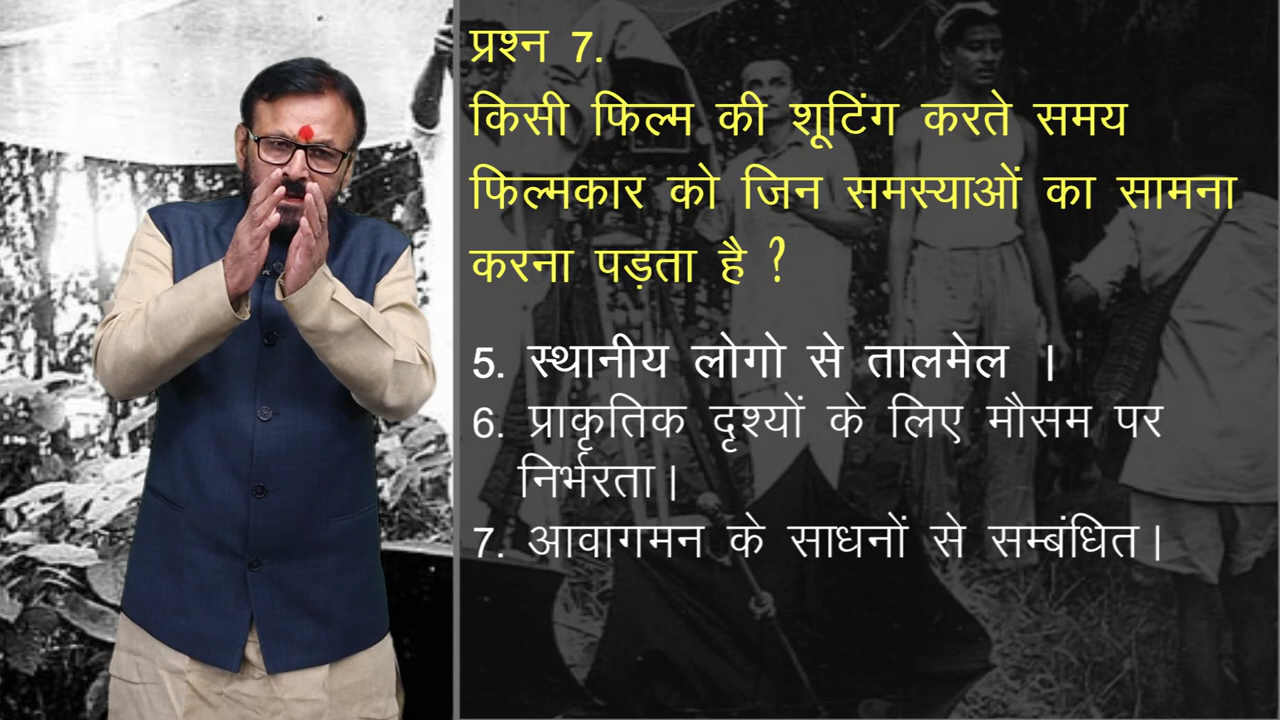 प्रश्न 7.
किसी फिल्म की शूटिंग करते समय
फिल्मकार को जिन समस्याओं का सामना
करना पड़ता है ?
5. स्थानीय लोगो से तालमेल ।
6. प्राकृतिक दृश्यों के लिए मौसम पर
निर्भरता।
7. आवागमन के साधनों से सम्बंधित।